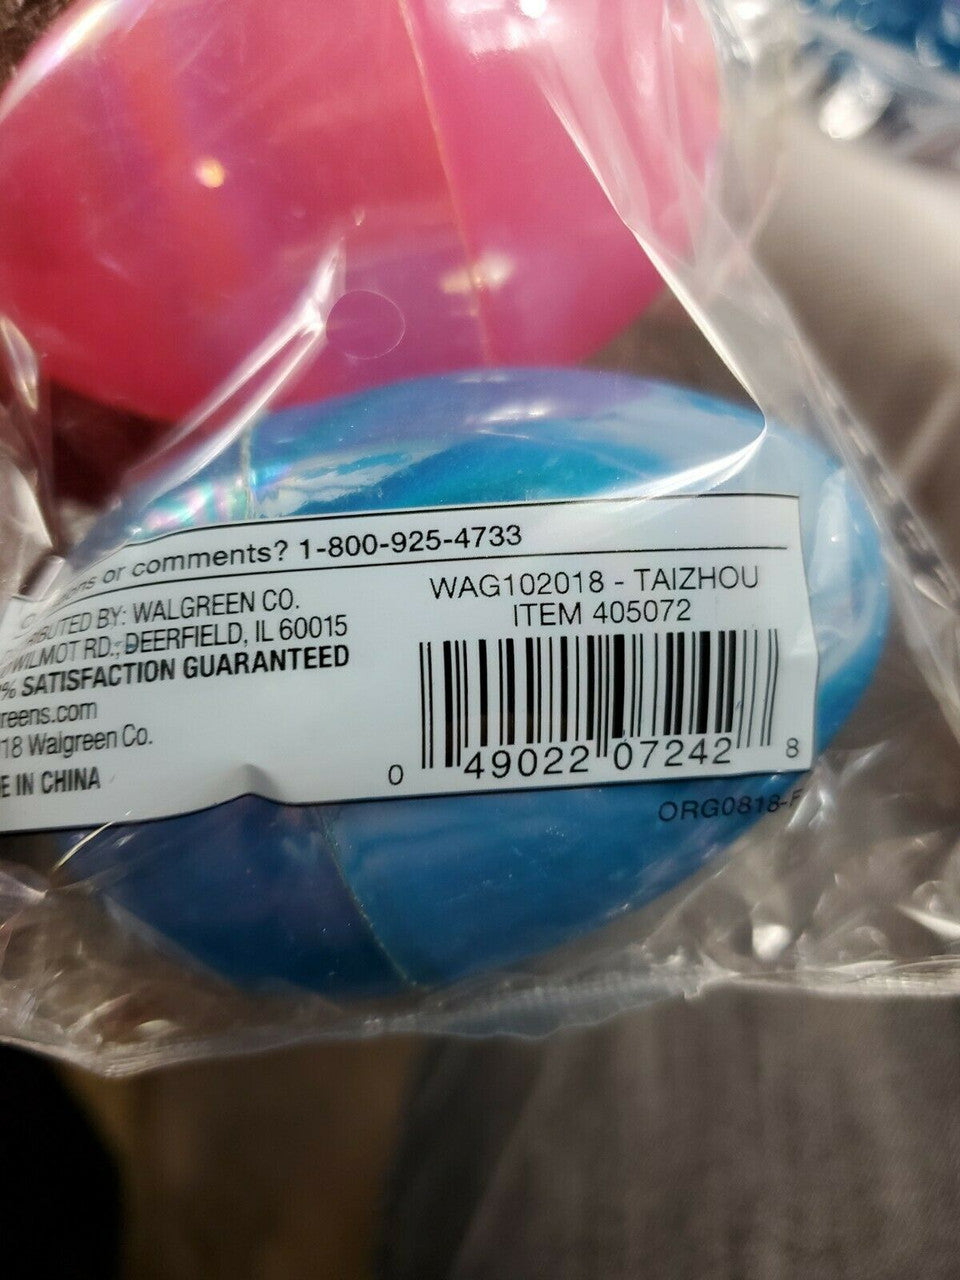 or comments? 1-800-925-4733
BY: WALGREEN CO.
WILMOT RD., DEERFIELD, IL 60015
% SATISFACTION GUARANTEED
reens.com
18 Walgreen Co.
E IN CHINA
WAG102018 - TAIZHOU
ITEM 405072
0 49022 07242 8
ORG0818-F